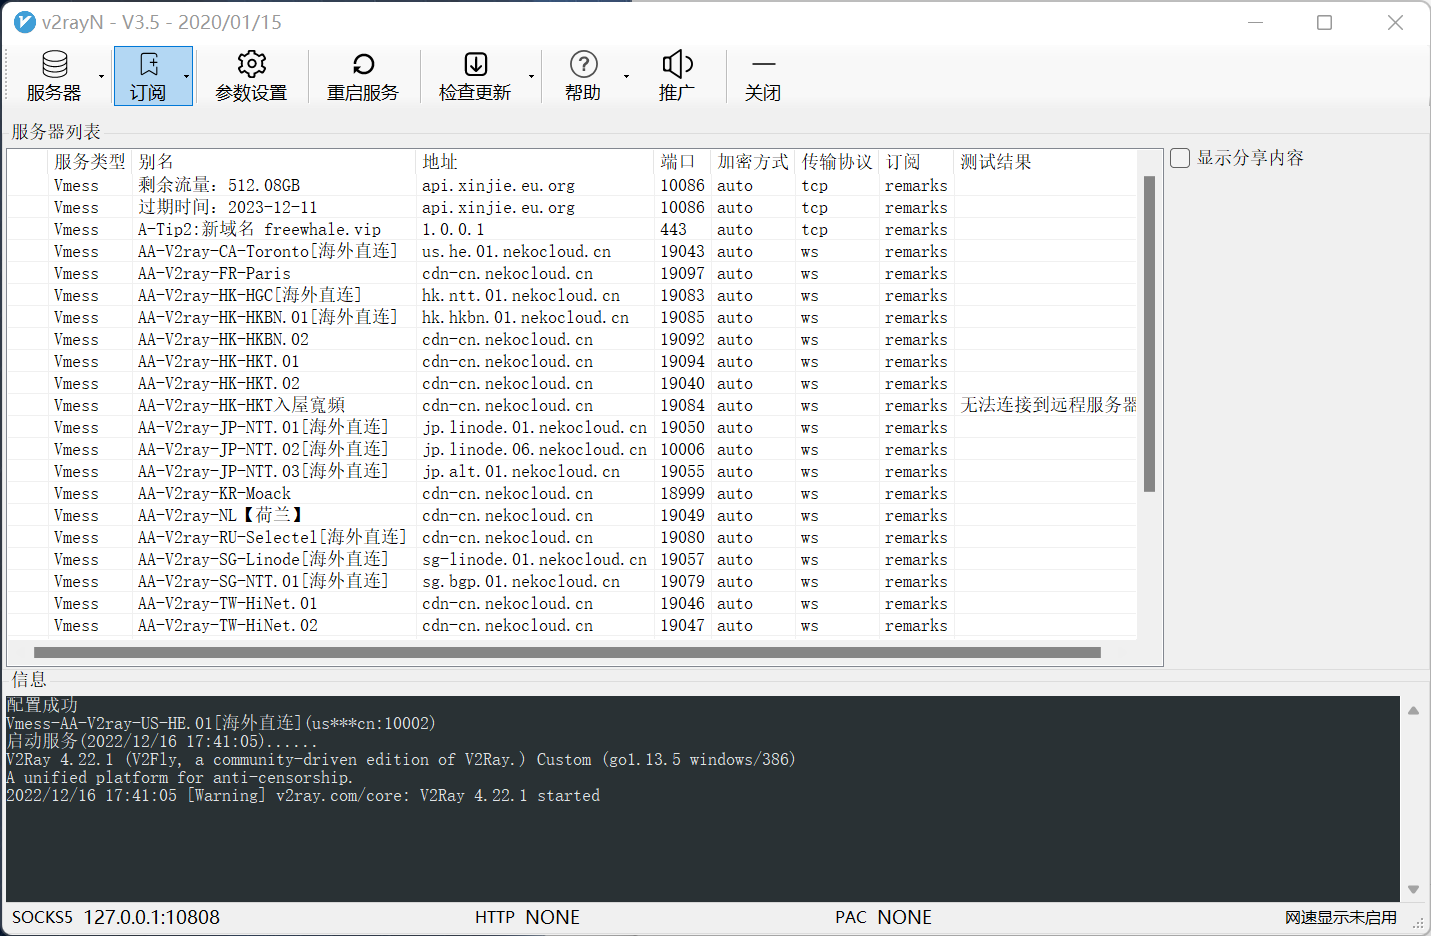 v2rayN - V3.5 - 2020/01/15
服务器 订阅 参数设置 重启服务 检查更新 帮助 推广 关闭
服务器列表
服务类型 别名 地址 端口 加密方式 传输协议 订阅 测试结果
显示分享内容
Vmess 剩余流量：512.08GB api.xinjie.eu.org 10086 auto tcp remarks
Vmess 过期时间：2023-12-11 api.xinjie.eu.org 10086 auto tcp remarks
Vmess A-Tip2:新域名 freewhale.vip 1.0.0.1 443 auto tcp remarks
Vmess AA-V2ray-CA-Toronto[海外直连] us.he.01.nekocloud.cn 19043 auto ws remarks
Vmess AA-V2ray-FR-Paris cdn-cn.nekocloud.cn 19097 auto ws remarks
Vmess AA-V2ray-HK-HGC[海外直连] hk.ntt.01.nekocloud.cn 19083 auto ws remarks
Vmess AA-V2ray-HK-HKBN.01[海外直连] hk.hkbn.01.nekocloud.cn 19085 auto ws remarks
Vmess AA-V2ray-HK-HKBN.02 cdn-cn.nekocloud.cn 19092 auto ws remarks
Vmess AA-V2ray-HK-HKT.01 cdn-cn.nekocloud.cn 19094 auto ws remarks
Vmess AA-V2ray-HK-HKT.02 cdn-cn.nekocloud.cn 19040 auto ws remarks
Vmess AA-V2ray-HK-HKT入屋寬頻 cdn-cn.nekocloud.cn 19084 auto ws remarks 无法连接到远程服务器
Vmess AA-V2ray-JP-NTT.01[海外直连] jp.linode.01.nekocloud.cn 19050 auto ws remarks
Vmess AA-V2ray-JP-NTT.02[海外直连] jp.linode.06.nekocloud.cn 10006 auto ws remarks
Vmess AA-V2ray-JP-NTT.03[海外直连] jp.alt.01.nekocloud.cn 19055 auto ws remarks
Vmess AA-V2ray-KR-Moack cdn-cn.nekocloud.cn 18999 auto ws remarks
Vmess AA-V2ray-NL【荷兰】 cdn-cn.nekocloud.cn 19049 auto ws remarks
Vmess AA-V2ray-RU-Selectel[海外直连] cdn-cn.nekocloud.cn 19080 auto ws remarks
Vmess AA-V2ray-SG-Linode[海外直连] sg-linode.01.nekocloud.cn 19057 auto ws remarks
Vmess AA-V2ray-SG-NTT.01[海外直连] sg.bgp.01.nekocloud.cn 19079 auto ws remarks
Vmess AA-V2ray-TW-HiNet.01 cdn-cn.nekocloud.cn 19046 auto ws remarks
Vmess AA-V2ray-TW-HiNet.02 cdn-cn.nekocloud.cn 19047 auto ws remarks
信息
配置成功
Vmess-AA-V2ray-US-HE.01[海外直连](us***cn:10002)
启动服务(2022/12/16 17:41:05)......
V2Ray 4.22.1 (V2Fly, a community-driven edition of V2Ray.) Custom (go1.13.5 windows/386)
A unified platform for anti-censorship.
2022/12/16 17:41:05 [Warning] v2ray.com/core: V2Ray 4.22.1 started
SOCKS5 127.0.0.1:10808 HTTP NONE PAC NONE 网速显示未启用